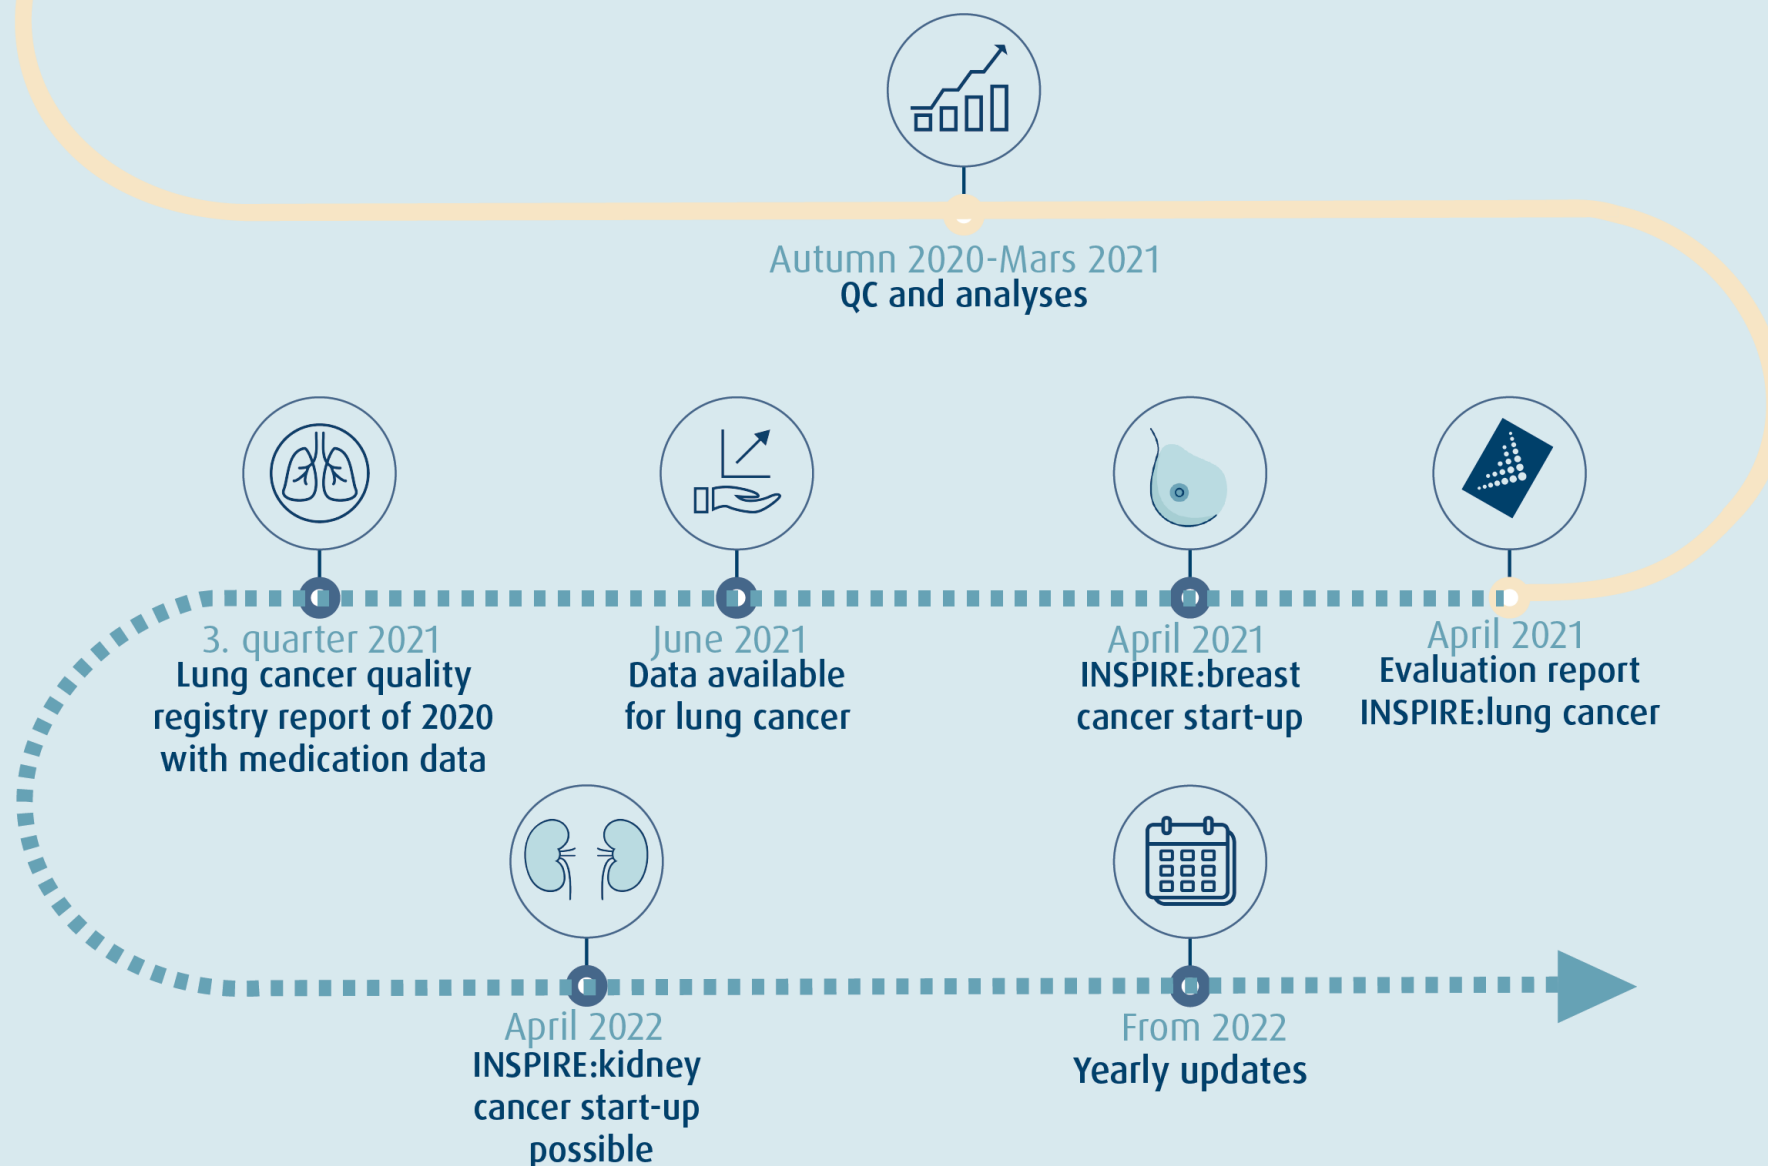 Autumn 2020-Mars 2021
QC and analyses
3. quarter 2021
Lung cancer quality
registry report of 2020
with medication data
June 2021
Data available
for lung cancer
April 2021
INSPIRE:breast
cancer start-up
April 2021
Evaluation report
INSPIRE:lung cancer
April 2022
INSPIRE:kidney
cancer start-up
possible
From 2022
Yearly updates